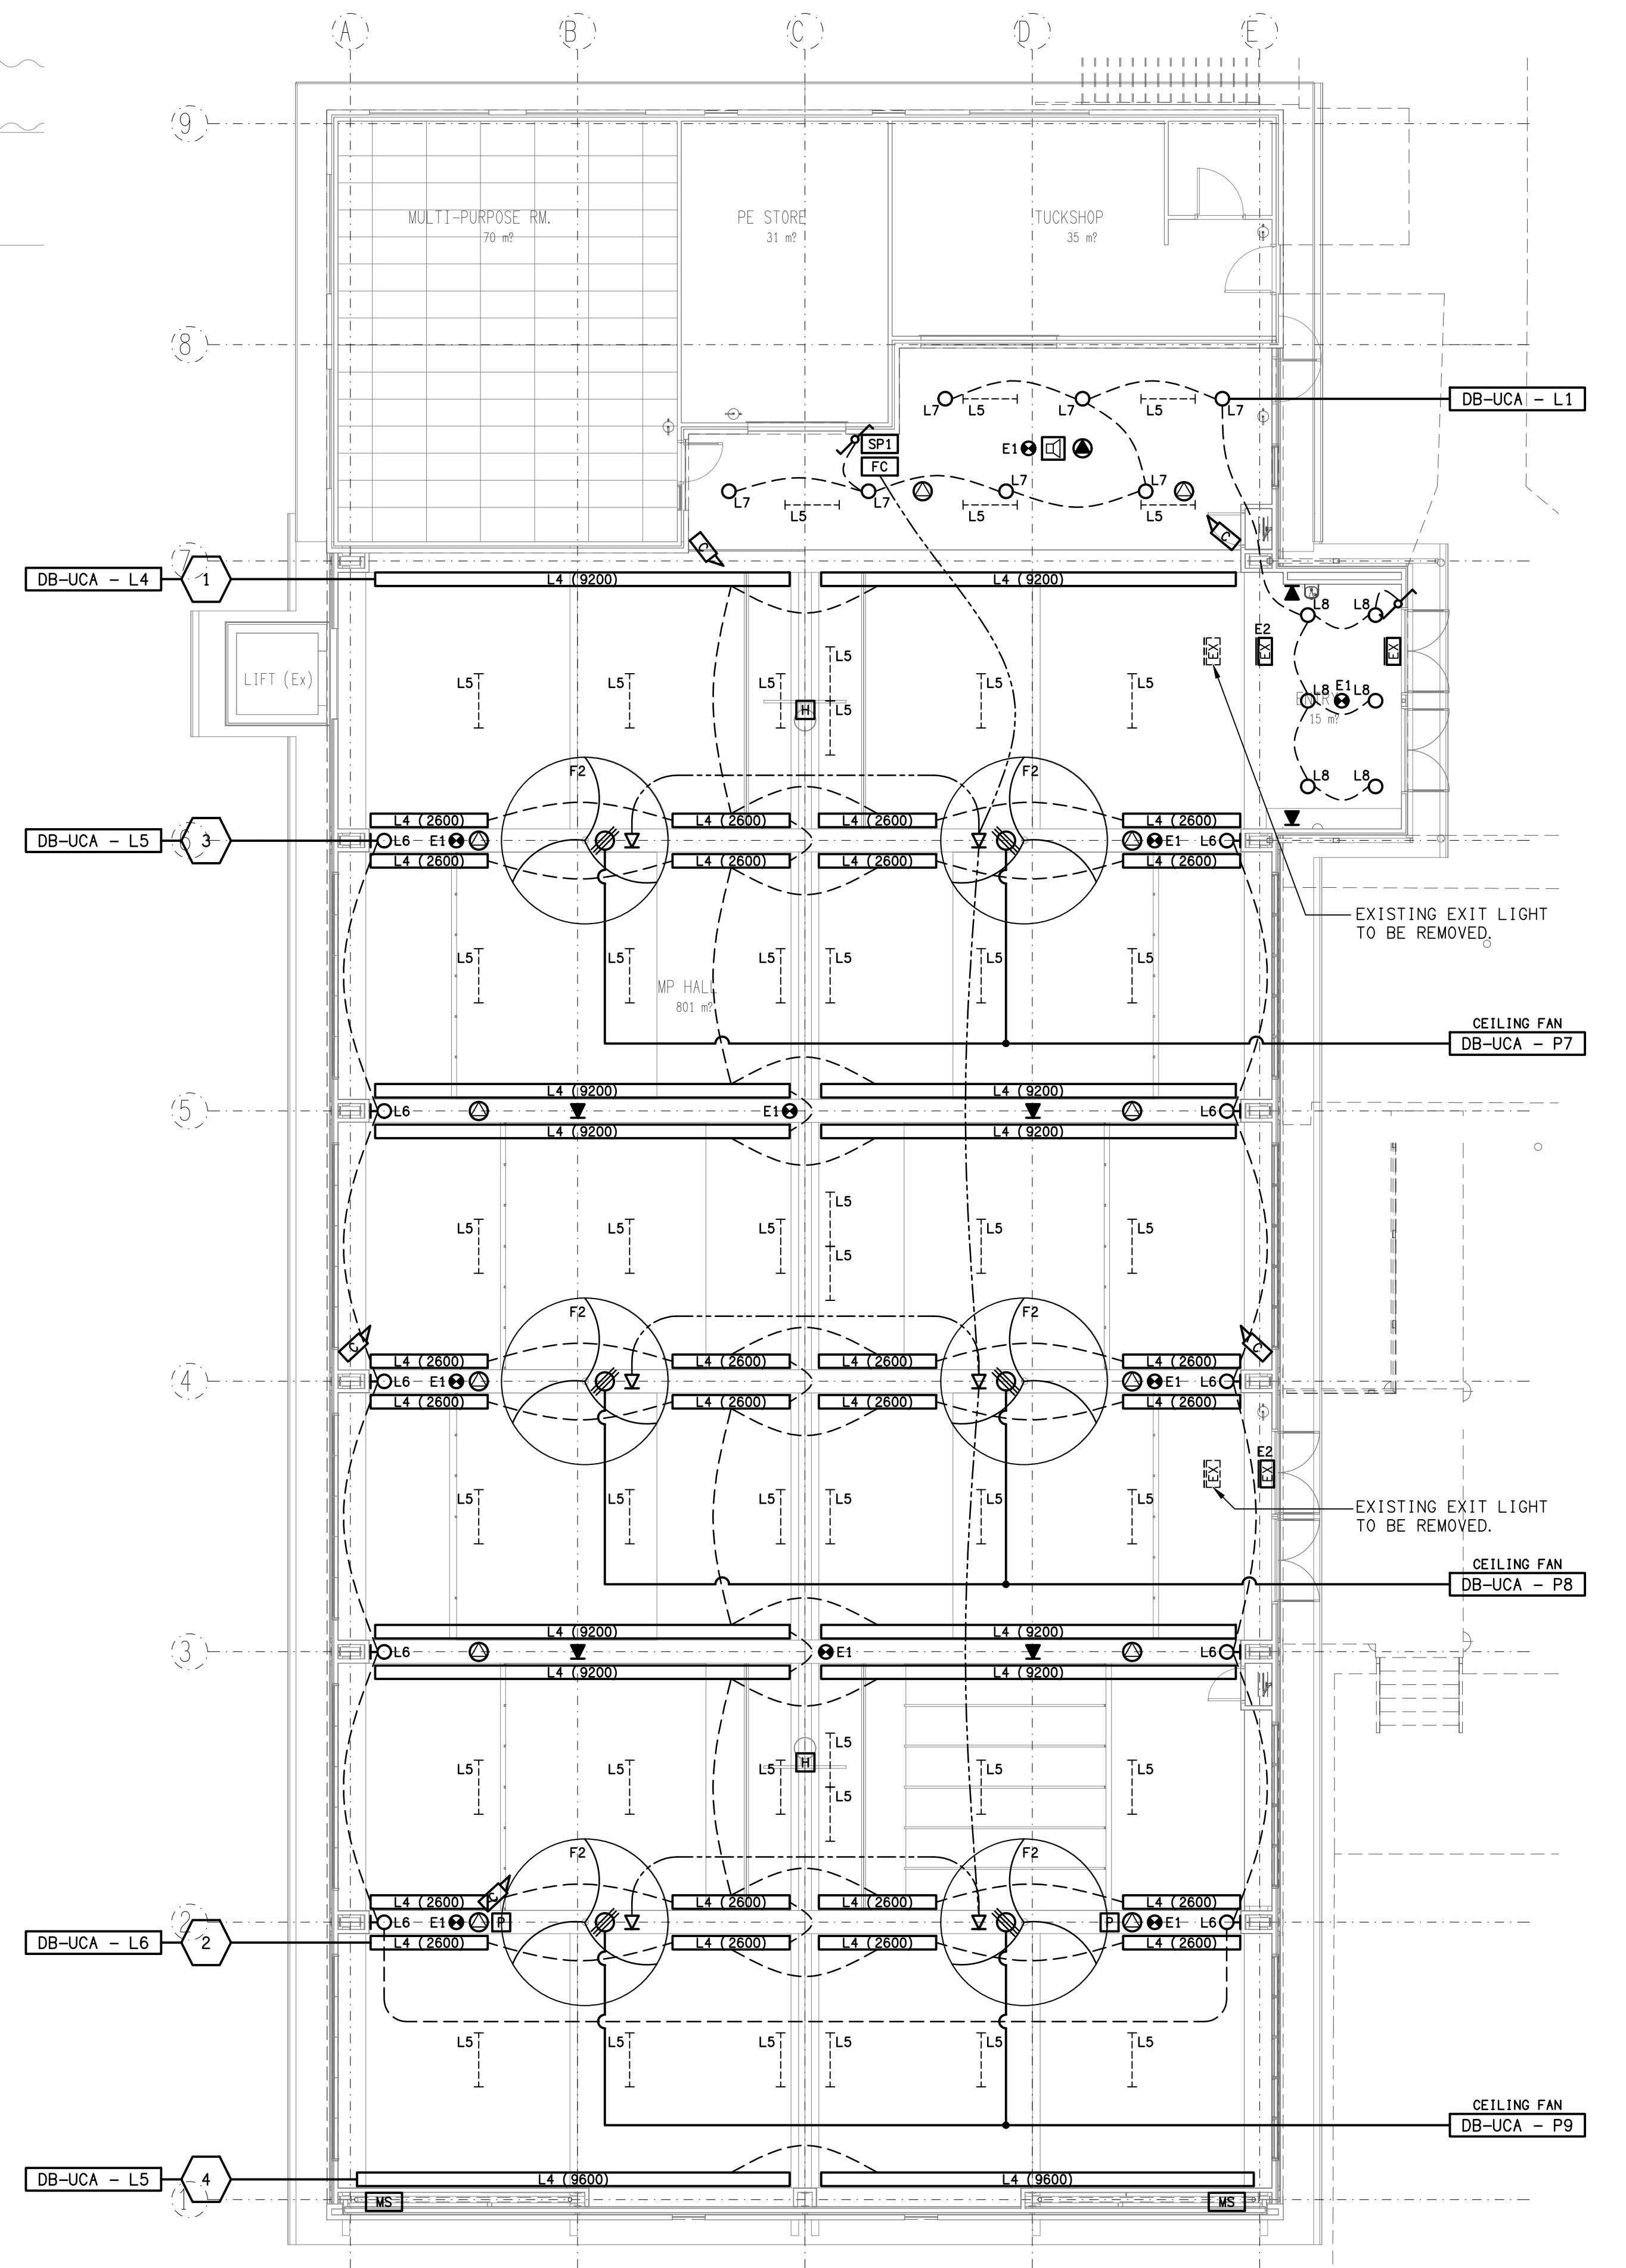 A B C D E
9
MULTI-PURPOSE RM. PE STORE TUCKSHOP
70 m? 31 m? 35 m?
8
L7 L5 L7 L5 L7 DB-UCA - L1
SP1
E1
FC
L7 L5 L7 L5 L7 L7 L5
C C
7
DB-UCA - L4 1 L4 (9200) L4 (9200)
L8 L8
E2
EX EX EX
LIFT (Ex)
L5 L5 L5 L5 L5 L5 L5
H
L8 E1 L8
15 m?
F2 F2 L8 L8
L4 (2600) L4 (2600) L4 (2600) L4 (2600)
DB-UCA - L5 3 6 L6 E1 E1 L6
L4 (2600) L4 (2600) L4 (2600) L4 (2600)
EXISTING EXIT LIGHT
TO BE REMOVED.
L5 L5 L5 L5 L5 L5
MP HALL
801 m?
CEILING FAN
DB-UCA - P7
L4 (9200) L4 (9200)
5 L6 E1 L6
L4 (9200) L4 (9200)
L5
L5 L5 L5 L5 L5
F2 F2
C C
L4 (2600) L4 (2600) L4 (2600) L4 (2600)
4 L6 E1 E1 L6
L4 (2600) L4 (2600) L4 (2600) L4 (2600)
E2
EX EX
L5 L5 L5 L5 L5 L5
EXISTING EXIT LIGHT
TO BE REMOVED.
CEILING FAN
DB-UCA - P8
L4 (9200) L4 (9200)
3 L6 E1 L6
L4 (9200) L4 (9200)
L5
H
L5 L5 L5 L5 L5 L5
F2 F2
C
L4 (2600) L4 (2600) L4 (2600) L4 (2600)
2 L6 E1 P P E1 L6
DB-UCA - L6 2 L4 (2600) L4 (2600) L4 (2600) L4 (2600)
L5 L5 L5 L5 L5 L5
CEILING FAN
DB-UCA - P9
DB-UCA - L5 4 L4 (9600) L4 (9600)
1 MS MS